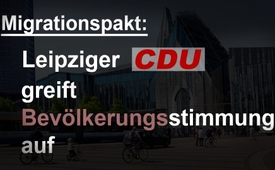 Migrationspakt:
Leipziger CDU
greift
Bevölkerungsstimmung
auf